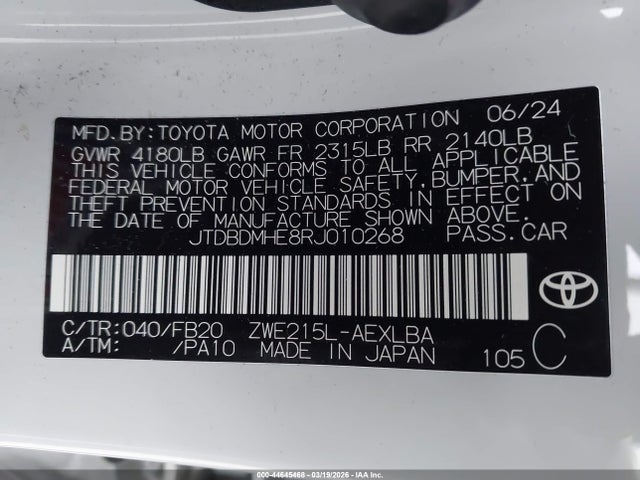 MFD.BY:TOYOTA MOTOR CORPORATION 06/24
GVWR 4180LB GAWR FR 2315LB RR 2140LB
THIS VEHICLE CONFORMS TO ALL APPLICABLE
FEDERAL MOTOR VEHICLE SAFETY,BUMPER,AND
THEFT PREVENTION STANDARDS IN EFFECT ON
THE DATE OF MANUFACTURE SHOWN ABOVE.
JTDBDMHE8RJ010268 PASS.CAR
C/TR:040/FB20 ZWE215L-AEXLBA
A/TM: /PA10 MADE IN JAPAN 105 C
TOYOTA
000-44645468 - 03/19/2026 - IAA Inc.